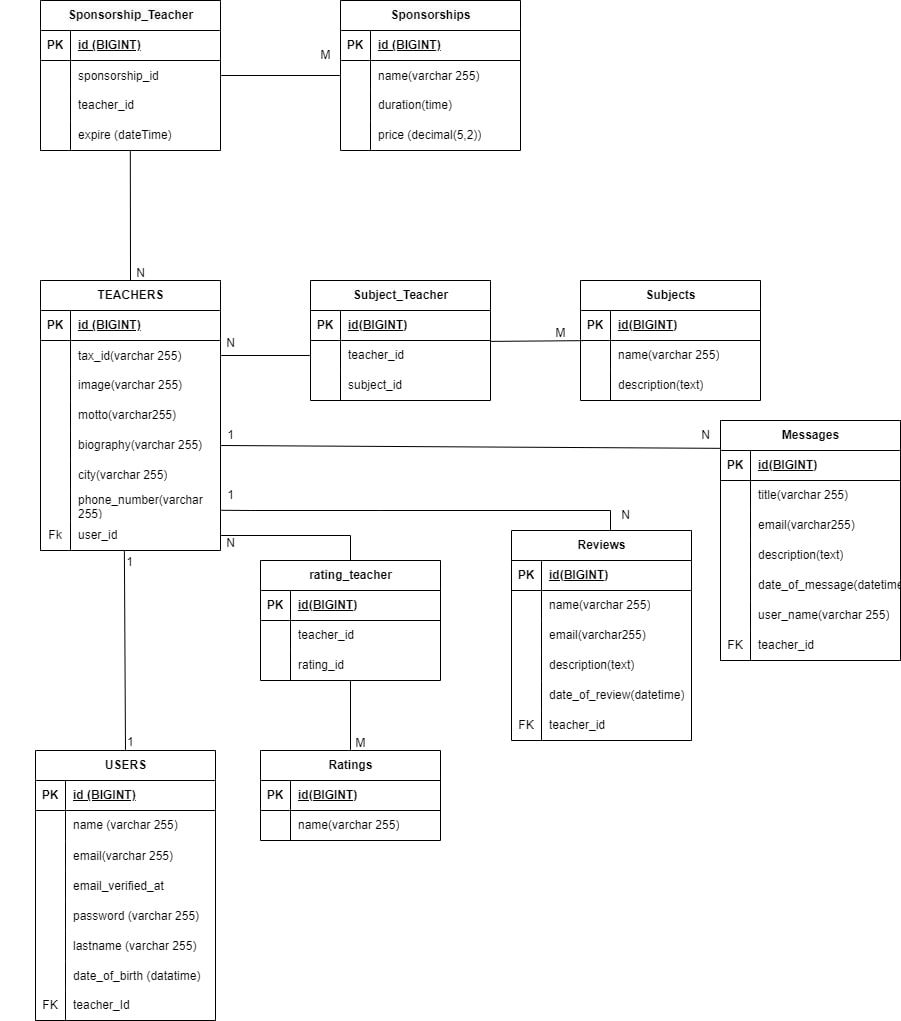 Sponsorship_Teacher
PK id (BIGINT)
sponsorship_id
teacher_id
expire (dateTime)
M
Sponsorships
PK id (BIGINT)
name(varchar 255)
duration(time)
price (decimal(5,2))
N
TEACHERS
PK id (BIGINT)
tax_id(varchar 255)
image(varchar 255)
motto(varchar255)
biography(varchar 255)
city(varchar 255)
phone_number(varchar
255)
Fk user_id
N
Subject_Teacher
PK id(BIGINT)
teacher_id
subject_id
M
Subjects
PK id(BIGINT)
name(varchar 255)
description(text)
1
N
Messages
PK id(BIGINT)
title(varchar 255)
email(varchar255)
description(text)
date_of_message(datetime
user_name(varchar 255)
FK teacher_id
1
N
Reviews
PK id(BIGINT)
name(varchar 255)
email(varchar255)
description(text)
date_of_review(datetime)
FK teacher_id
N
rating_teacher
PK id(BIGINT)
teacher_id
rating_id
M
Ratings
PK id(BIGINT)
name(varchar 255)
1
1
USERS
PK id (BIGINT)
name (varchar 255)
email(varchar 255)
email_verified_at
password (varchar 255)
lastname (varchar 255)
date_of_birth (datatime)
FK teacher_Id